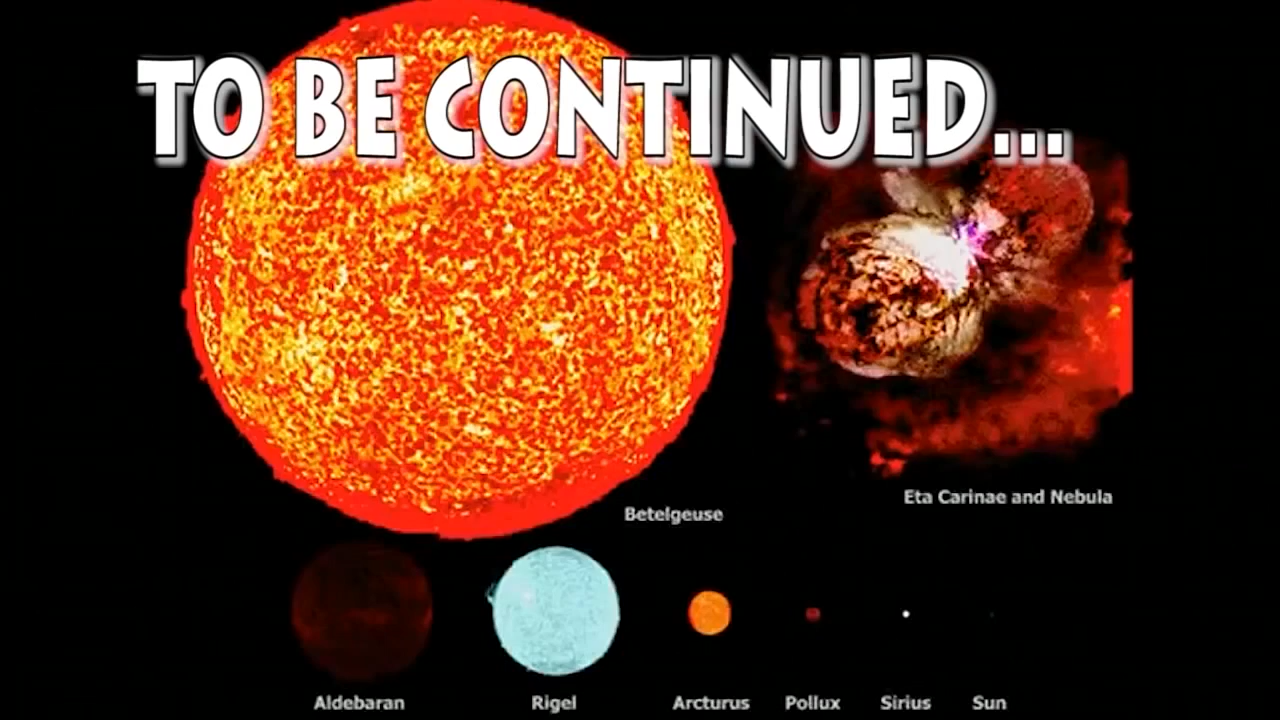 TO BE CONTINUED...
Eta Carinae and Nebula
Betelgeuse
Aldebaran Rigel Arcturus Pollux Sirius Sun